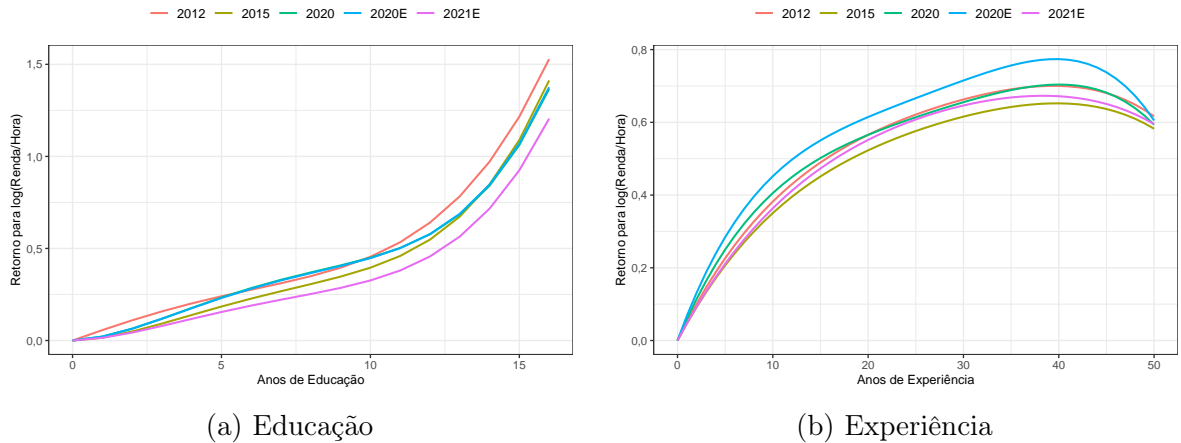 2012 2015 2020 2020E 2021E
Retorno para log(Renda/Hora)
1,5
1,0
0,5
0,0
0 5 10 15
Anos de Educação
(a) Educação
2012 2015 2020 2020E 2021E
Retorno para log(Renda/Hora)
0,8
0,6
0,4
0,2
0,0
0 10 20 30 40 50
Anos de Experiência
(b) Experiência